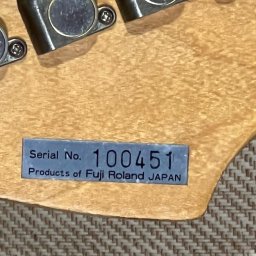 Serial No. 100451
Products of Fuji Roland JAPAN